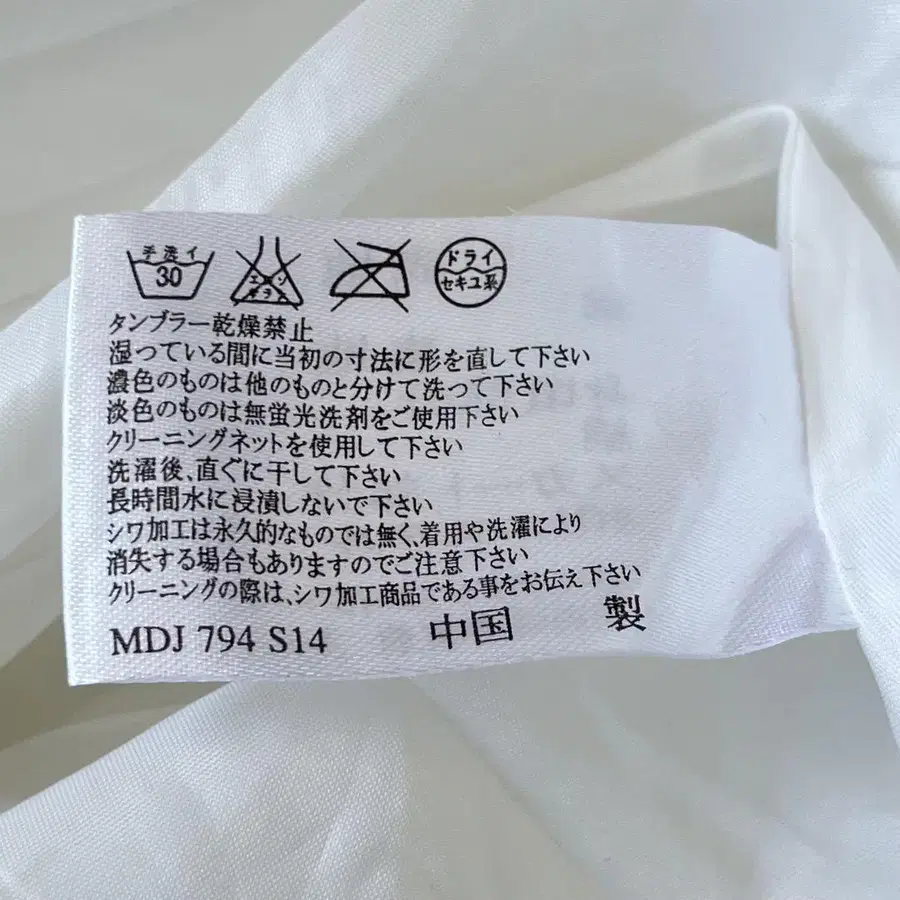 手洗イ
30
エンソサラシ
ドライ
セキユ系
タンブラー乾燥禁止
湿っている間に当初の寸法に形を直して下さい
濃色のものは他のものと分けて洗って下さい
淡色のものは無蛍光洗剤をご使用下さい
クリーニングネットを使用して下さい
洗濯後、直ぐに干して下さい
長時間水に浸漬しないで下さい
シワ加工は永久的なものでは無く、着用や洗濯により
消失する場合もありますのでご注意下さい
クリーニングの際は、シワ加工商品である事をお伝え下さい
MDJ 794 S14 中国 製